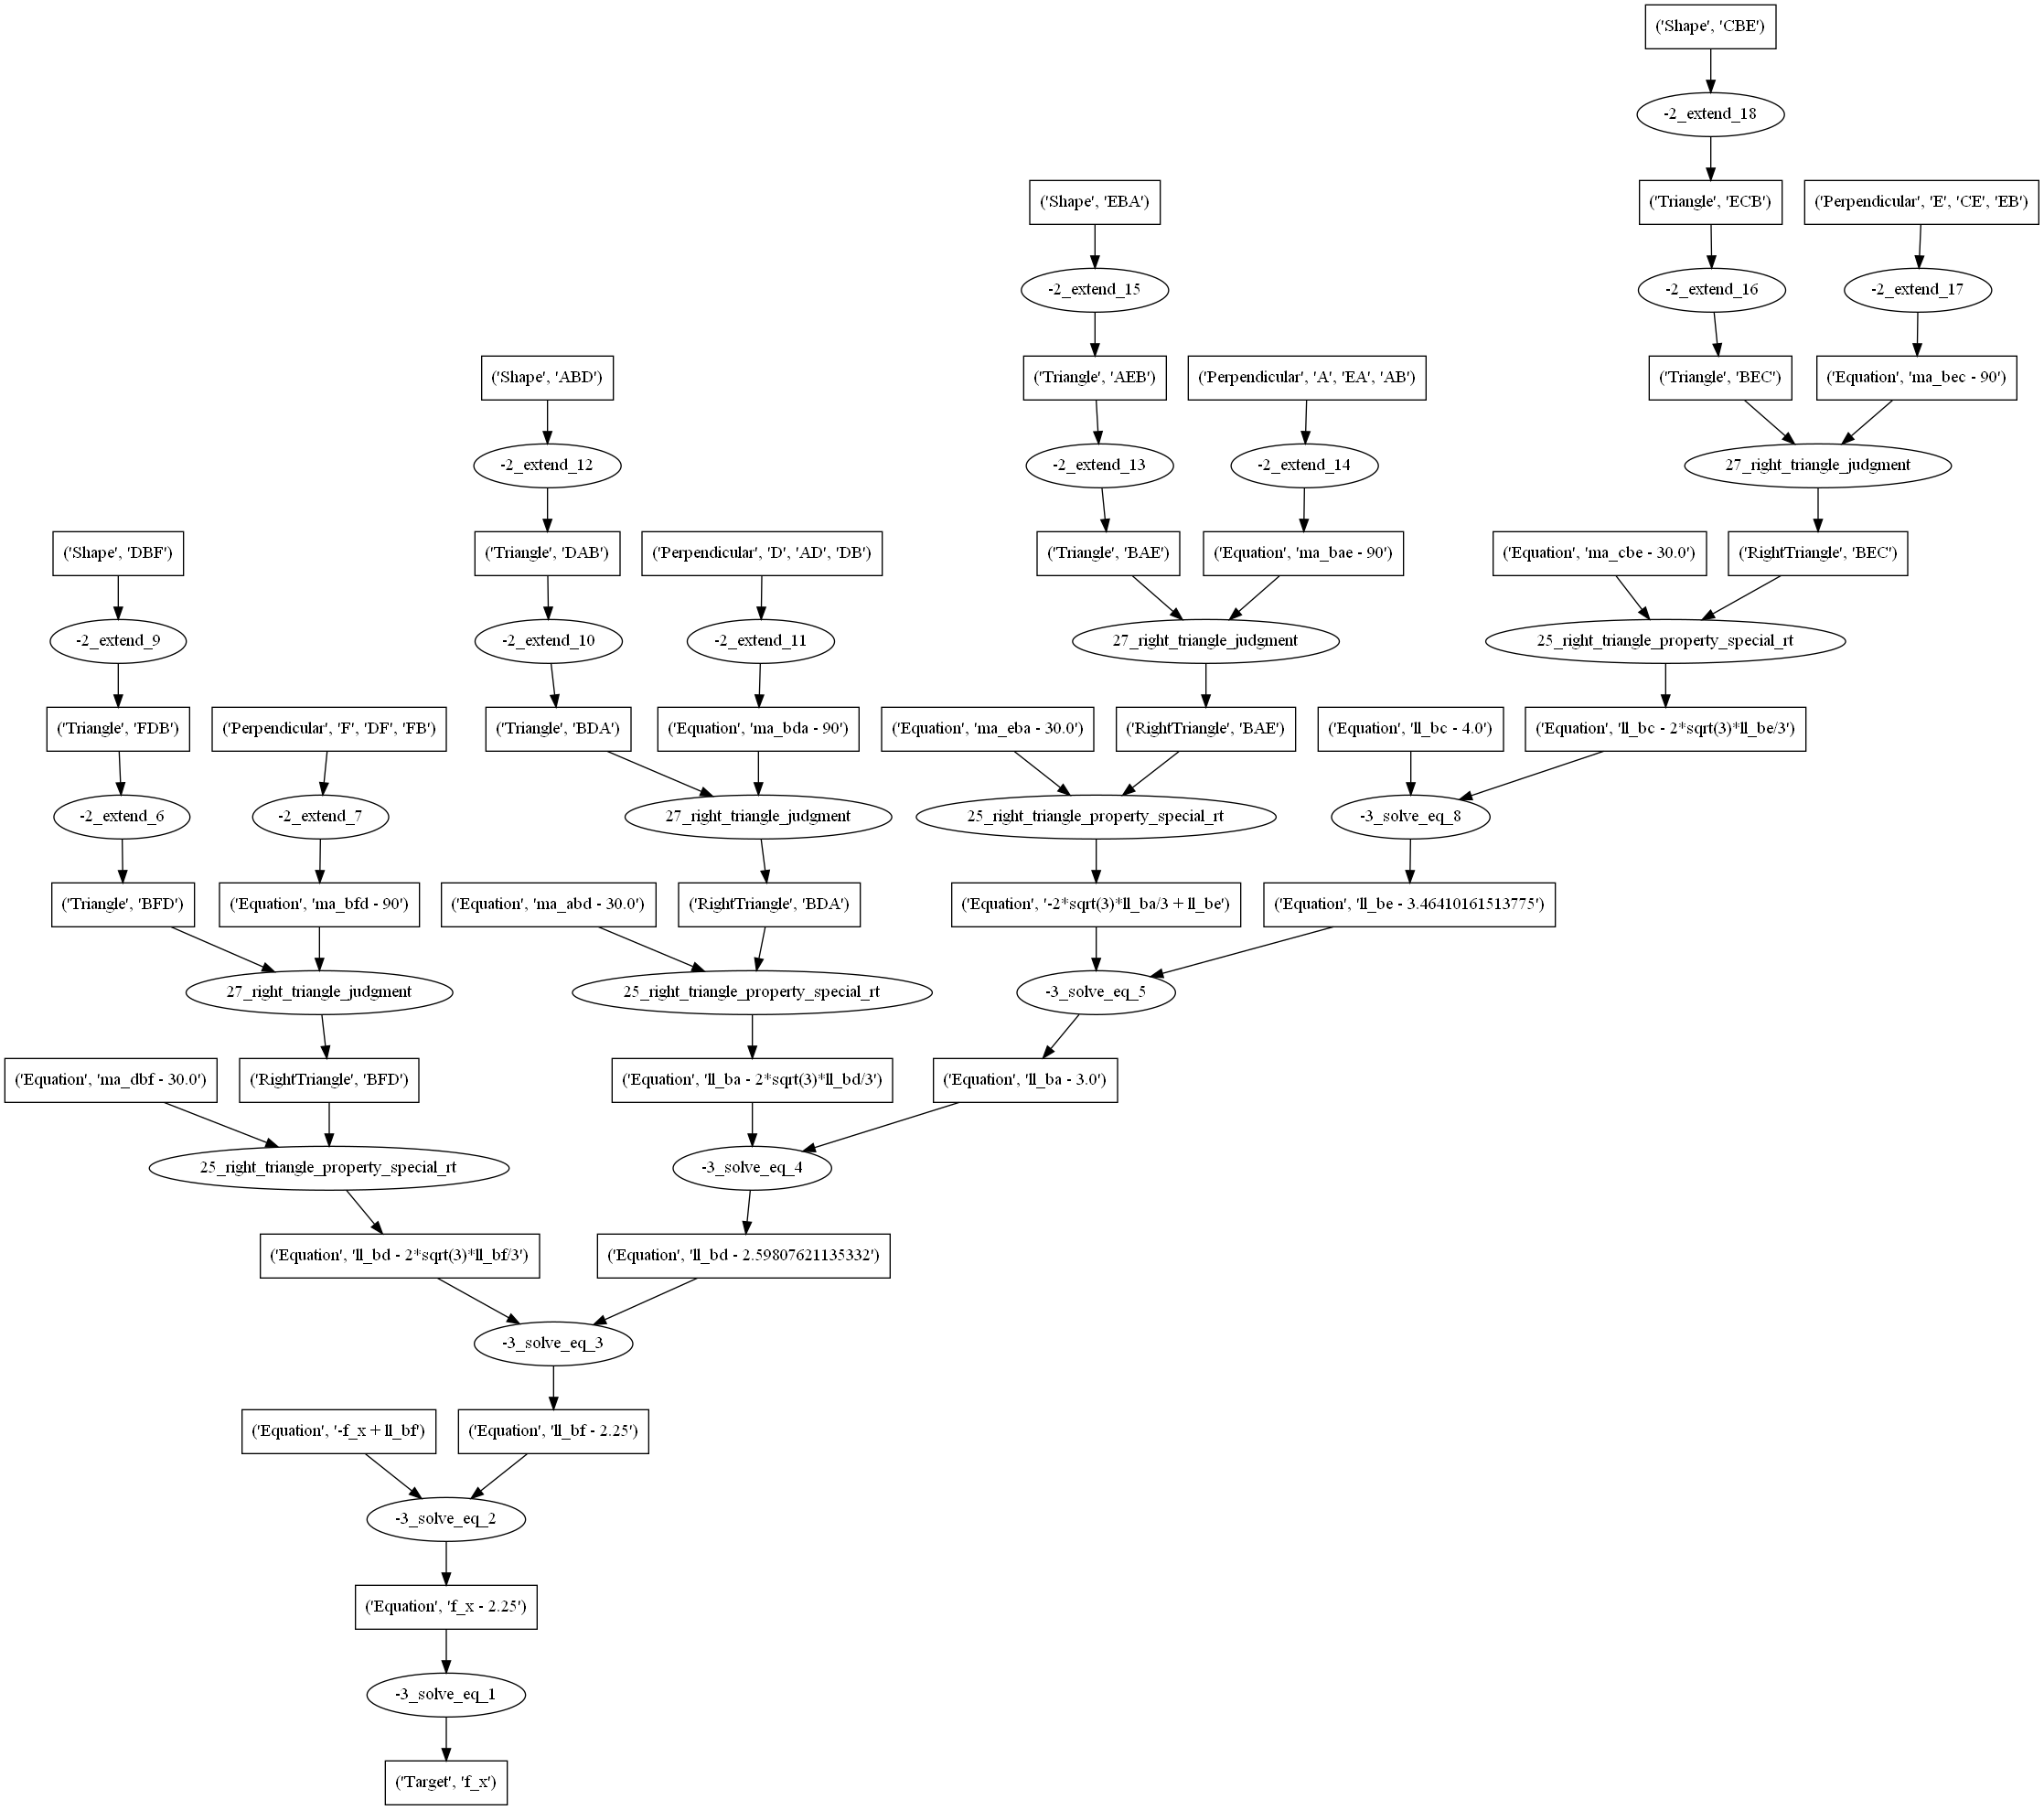 ('Shape', 'CBE')
-2_extend_18
('Shape', 'EBA')
('Triangle', 'ECB')
('Perpendicular', 'E', 'CE', 'EB')
-2_extend_15
-2_extend_16
-2_extend_17
('Shape', 'ABD')
('Triangle', 'AEB')
('Perpendicular', 'A', 'EA', 'AB')
('Triangle', 'BEC')
('Equation', 'ma_bec - 90')
-2_extend_12
-2_extend_13
-2_extend_14
27_right_triangle_judgment
('Shape', 'DBF')
('Triangle', 'DAB')
('Perpendicular', 'D', 'AD', 'DB')
('Triangle', 'BAE')
('Equation', 'ma_bae - 90')
('Equation', 'ma_cbe - 30.0')
('RightTriangle', 'BEC')
-2_extend_9
-2_extend_10
-2_extend_11
27_right_triangle_judgment
25_right_triangle_property_special_rt
('Triangle', 'FDB')
('Perpendicular', 'F', 'DF', 'FB')
('Triangle', 'BDA')
('Equation', 'ma_bda - 90')
('Equation', 'ma_eba - 30.0')
('RightTriangle', 'BAE')
('Equation', 'll_bc - 4.0')
('Equation', 'll_bc - 2*sqrt(3)*ll_be/3')
-2_extend_6
-2_extend_7
27_right_triangle_judgment
25_right_triangle_property_special_rt
-3_solve_eq_8
('Triangle', 'BFD')
('Equation', 'ma_bfd - 90')
('Equation', 'ma_abd - 30.0')
('RightTriangle', 'BDA')
('Equation', '-2*sqrt(3)*ll_ba/3 + ll_be')
('Equation', 'll_be - 3.46410161513775')
27_right_triangle_judgment
25_right_triangle_property_special_rt
-3_solve_eq_5
('Equation', 'ma_dbf - 30.0')
('RightTriangle', 'BFD')
('Equation', 'll_ba - 2*sqrt(3)*ll_bd/3')
('Equation', 'll_ba - 3.0')
25_right_triangle_property_special_rt
-3_solve_eq_4
('Equation', 'll_bd - 2*sqrt(3)*ll_bf/3')
('Equation', 'll_bd - 2.59807621135332')
-3_solve_eq_3
('Equation', '-f_x + ll_bf')
('Equation', 'll_bf - 2.25')
-3_solve_eq_2
('Equation', 'f_x - 2.25')
-3_solve_eq_1
('Target', 'f_x')